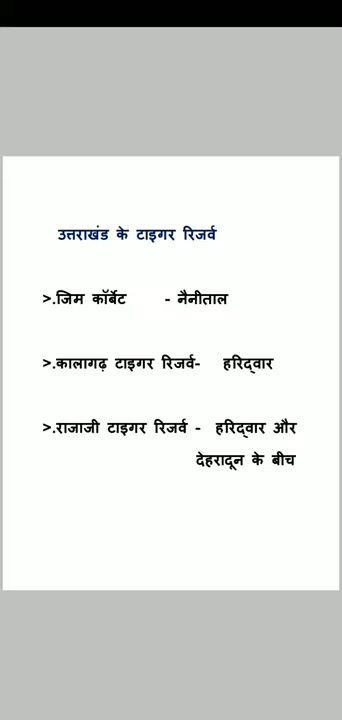 उत्तराखंड के टाइगर रिजर्व
>.जिम कॉर्बेट - नैनीताल
>.कालागढ़ टाइगर रिजर्व- हरिद्वार
>.राजाजी टाइगर रिजर्व - हरिद्वार और
देहरादून के बीच